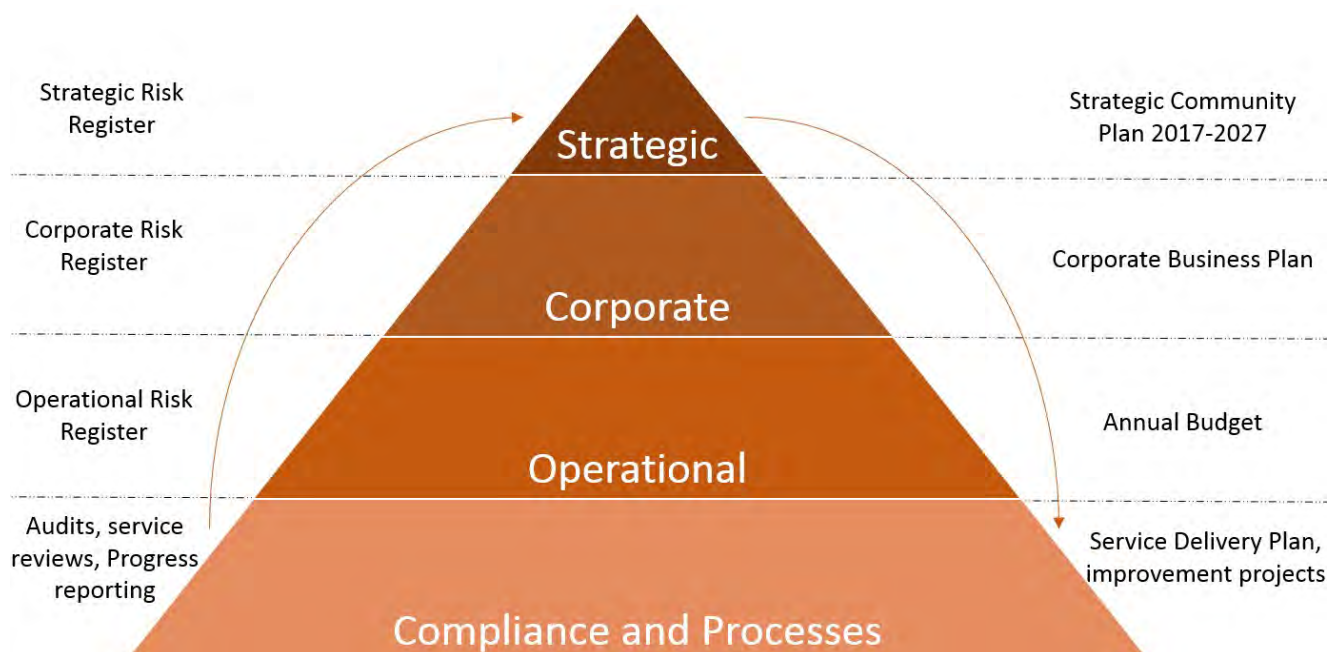 Strategic Risk
Register
Strategic
Strategic Community
Plan 2017-2027
Corporate Risk
Register
Corporate
Corporate Business Plan
Operational Risk
Register
Operational
Annual Budget
Audits, service
reviews, Progress
reporting
Compliance and Processes
Service Delivery Plan,
improvement projects